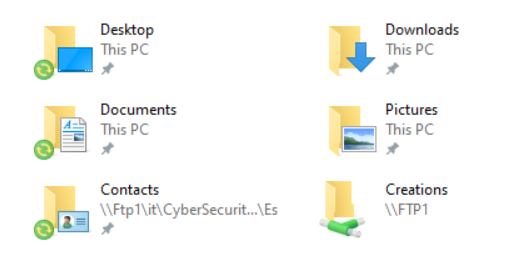 Desktop
This PC
Downloads
This PC
Documents
This PC
Pictures
This PC
Contacts
\\Ftp1\it\CyberSecurit...\Es
Creations
\\FTP1